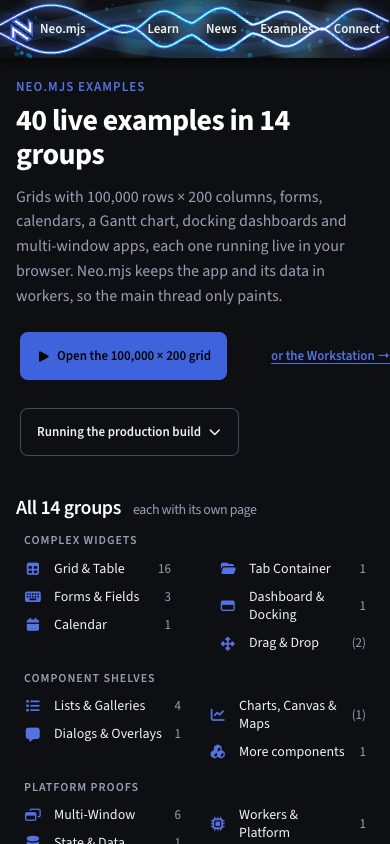 Neo.mjs Learn News Examples Connect
NEO.MJS EXAMPLES
40 live examples in 14
groups
Grids with 100,000 rows × 200 columns, forms,
calendars, a Gantt chart, docking dashboards and
multi-window apps, each one running live in your
browser. Neo.mjs keeps the app and its data in
workers, so the main thread only paints.
Open the 100,000 × 200 grid
or the Workstation →
Running the production build
All 14 groups each with its own page
COMPLEX WIDGETS
Grid & Table 16
Forms & Fields 3
Calendar 1
Tab Container 1
Dashboard &
Docking 1
Drag & Drop (2)
COMPONENT SHELVES
Lists & Galleries 4
Dialogs & Overlays 1
Charts, Canvas &
Maps (1)
More components 1
PLATFORM PROOFS
Multi-Window 6
State & Data 1
Workers &
Platform 1